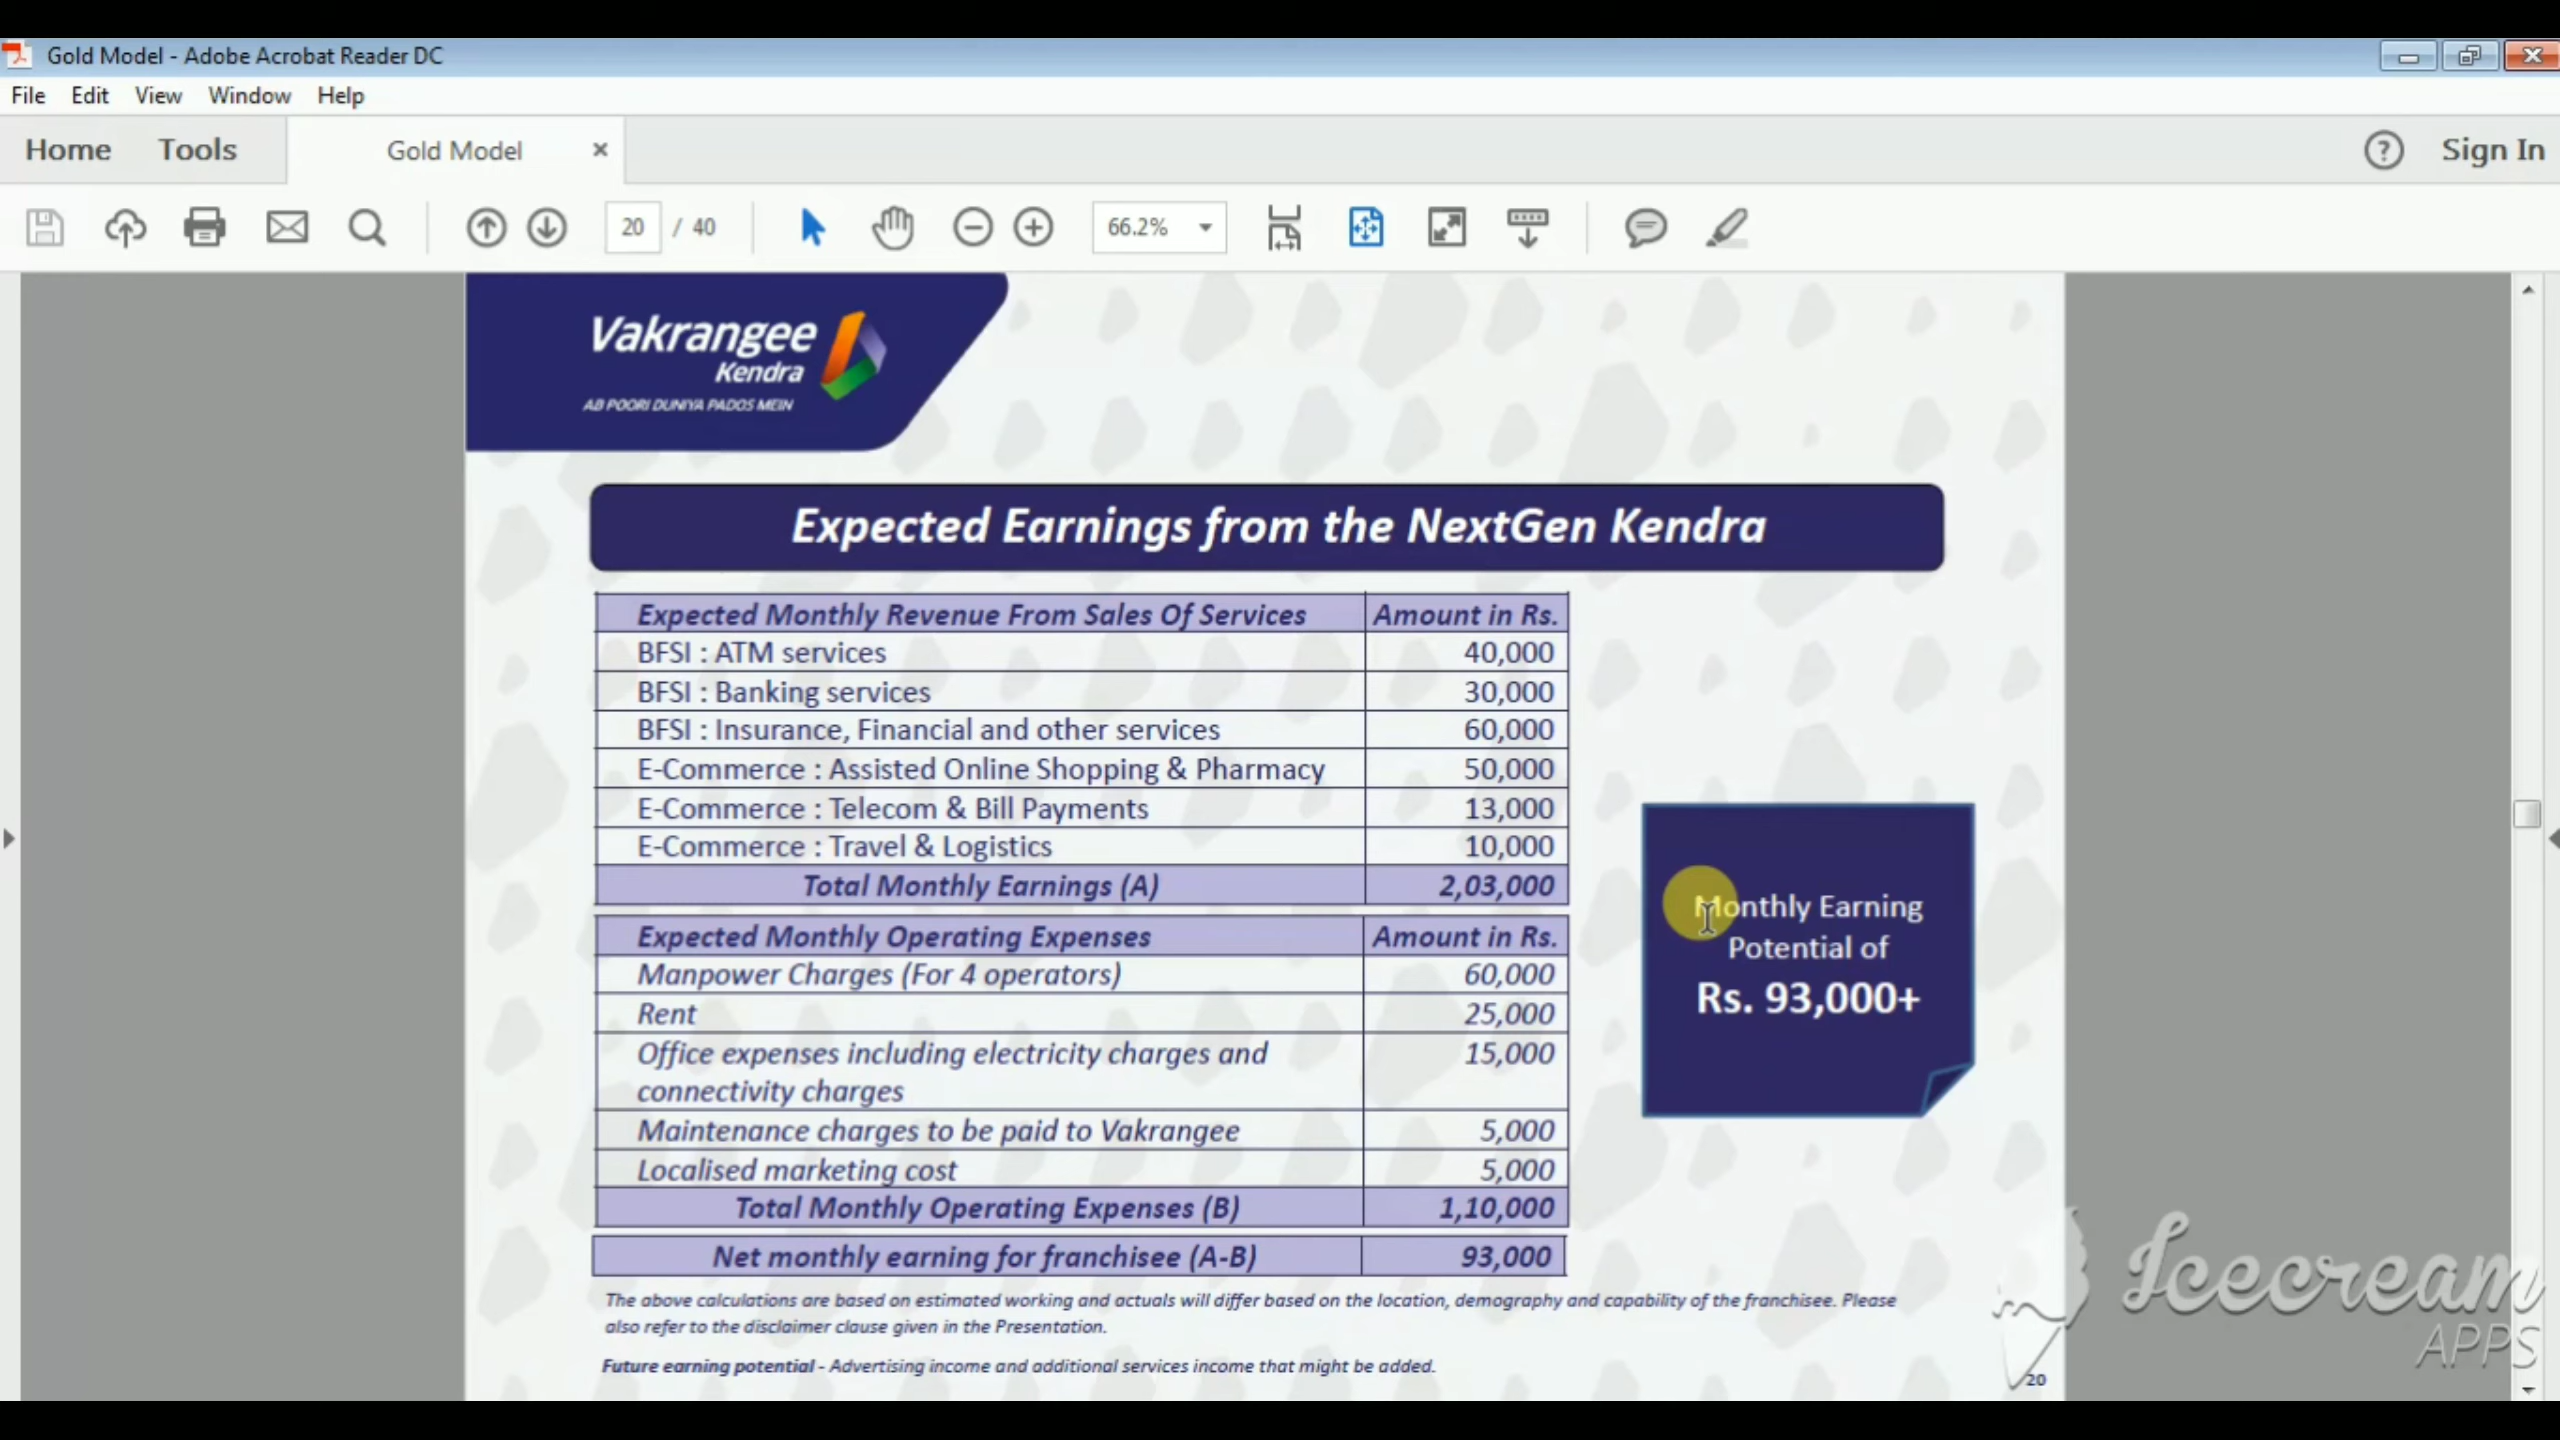 Gold Model - Adobe Acrobat Reader DC
File Edit View Window Help
Home Tools Gold Model × ? Sign In
20 / 40 66.2%
Vakrangee
Kendra
AB POORI DUNIYA PADOS MEIN
Expected Earnings from the NextGen Kendra
Expected Monthly Revenue From Sales Of Services Amount in Rs.
BFSI : ATM services 40,000
BFSI : Banking services 30,000
BFSI : Insurance, Financial and other services 60,000
E-Commerce : Assisted Online Shopping & Pharmacy 50,000
E-Commerce : Telecom & Bill Payments 13,000
E-Commerce : Travel & Logistics 10,000
Total Monthly Earnings (A) 2,03,000
Expected Monthly Operating Expenses Amount in Rs.
Manpower Charges (For 4 operators) 60,000
Rent 25,000
Office expenses including electricity charges and 15,000
connectivity charges
Maintenance charges to be paid to Vakrangee 5,000
Localised marketing cost 5,000
Total Monthly Operating Expenses (B) 1,10,000
Net monthly earning for franchisee (A-B) 93,000
Monthly Earning
Potential of
Rs. 93,000+
The above calculations are based on estimated working and actuals will differ based on the location, demography and capability of the franchisee. Please
also refer to the disclaimer clause given in the Presentation.
Future earning potential - Advertising income and additional services income that might be added.
20
Icecream
APPS